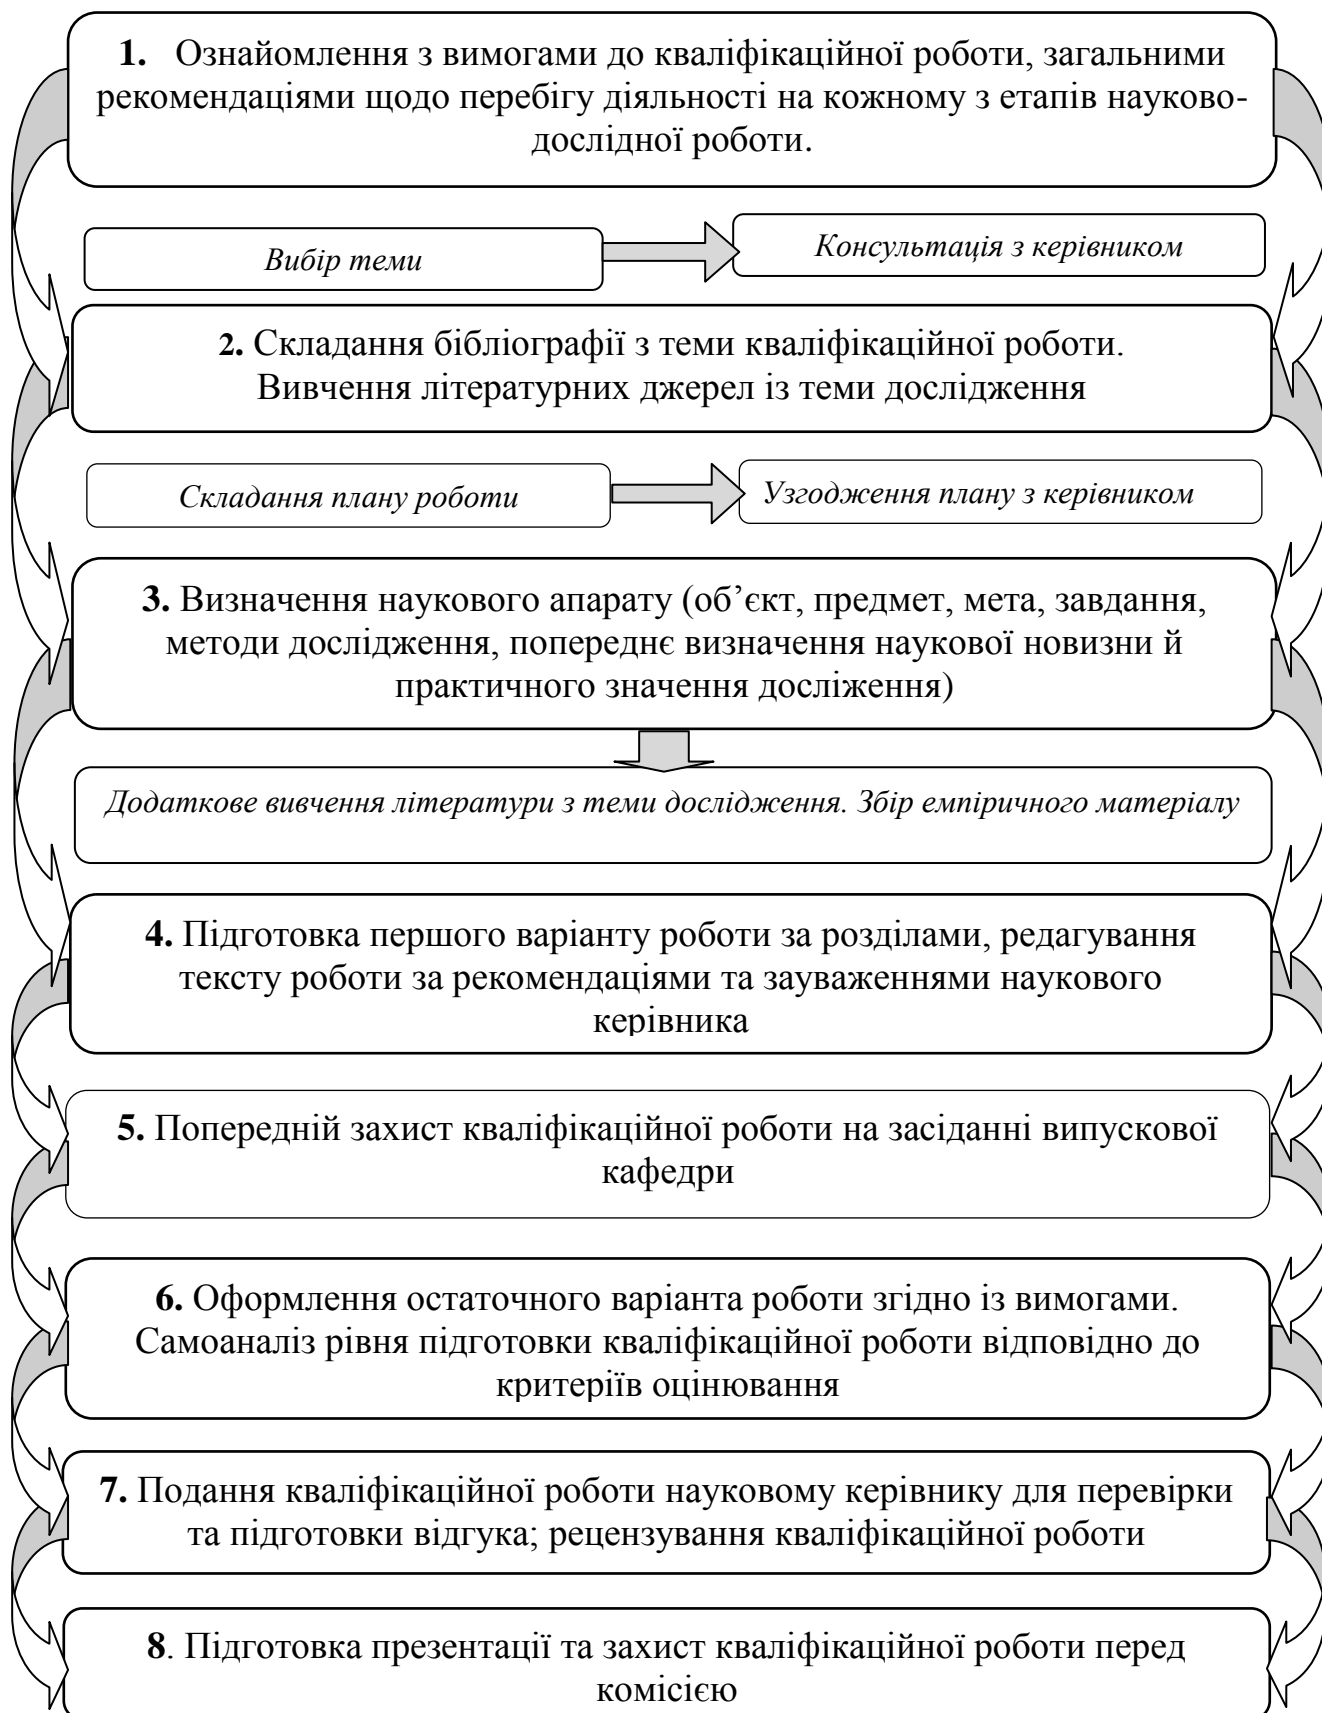 1. Ознайомлення з вимогами до кваліфікаційної роботи, загальними
рекомендаціями щодо перебігу діяльності на кожному з етапів науково-
дослідної роботи.
Вибір теми
Консультація з керівником
2. Складання бібліографії з теми кваліфікаційної роботи.
Вивчення літературних джерел із теми дослідження
Складання плану роботи
Узгодження плану з керівником
3. Визначення наукового апарату (об’єкт, предмет, мета, завдання,
методи дослідження, попереднє визначення наукової новизни й
практичного значення досліження)
Додаткове вивчення літератури з теми дослідження. Збір емпіричного матеріалу
4. Підготовка першого варіанту роботи за розділами, редагування
тексту роботи за рекомендаціями та зауваженнями наукового
керівника
5. Попередній захист кваліфікаційної роботи на засіданні випускової
кафедри
6. Оформлення остаточного варіанта роботи згідно із вимогами.
Самоаналіз рівня підготовки кваліфікаційної роботи відповідно до
критеріїв оцінювання
7. Подання кваліфікаційної роботи науковому керівнику для перевірки
та підготовки відгука; рецензування кваліфікаційної роботи
8. Підготовка презентації та захист кваліфікаційної роботи перед
комісією